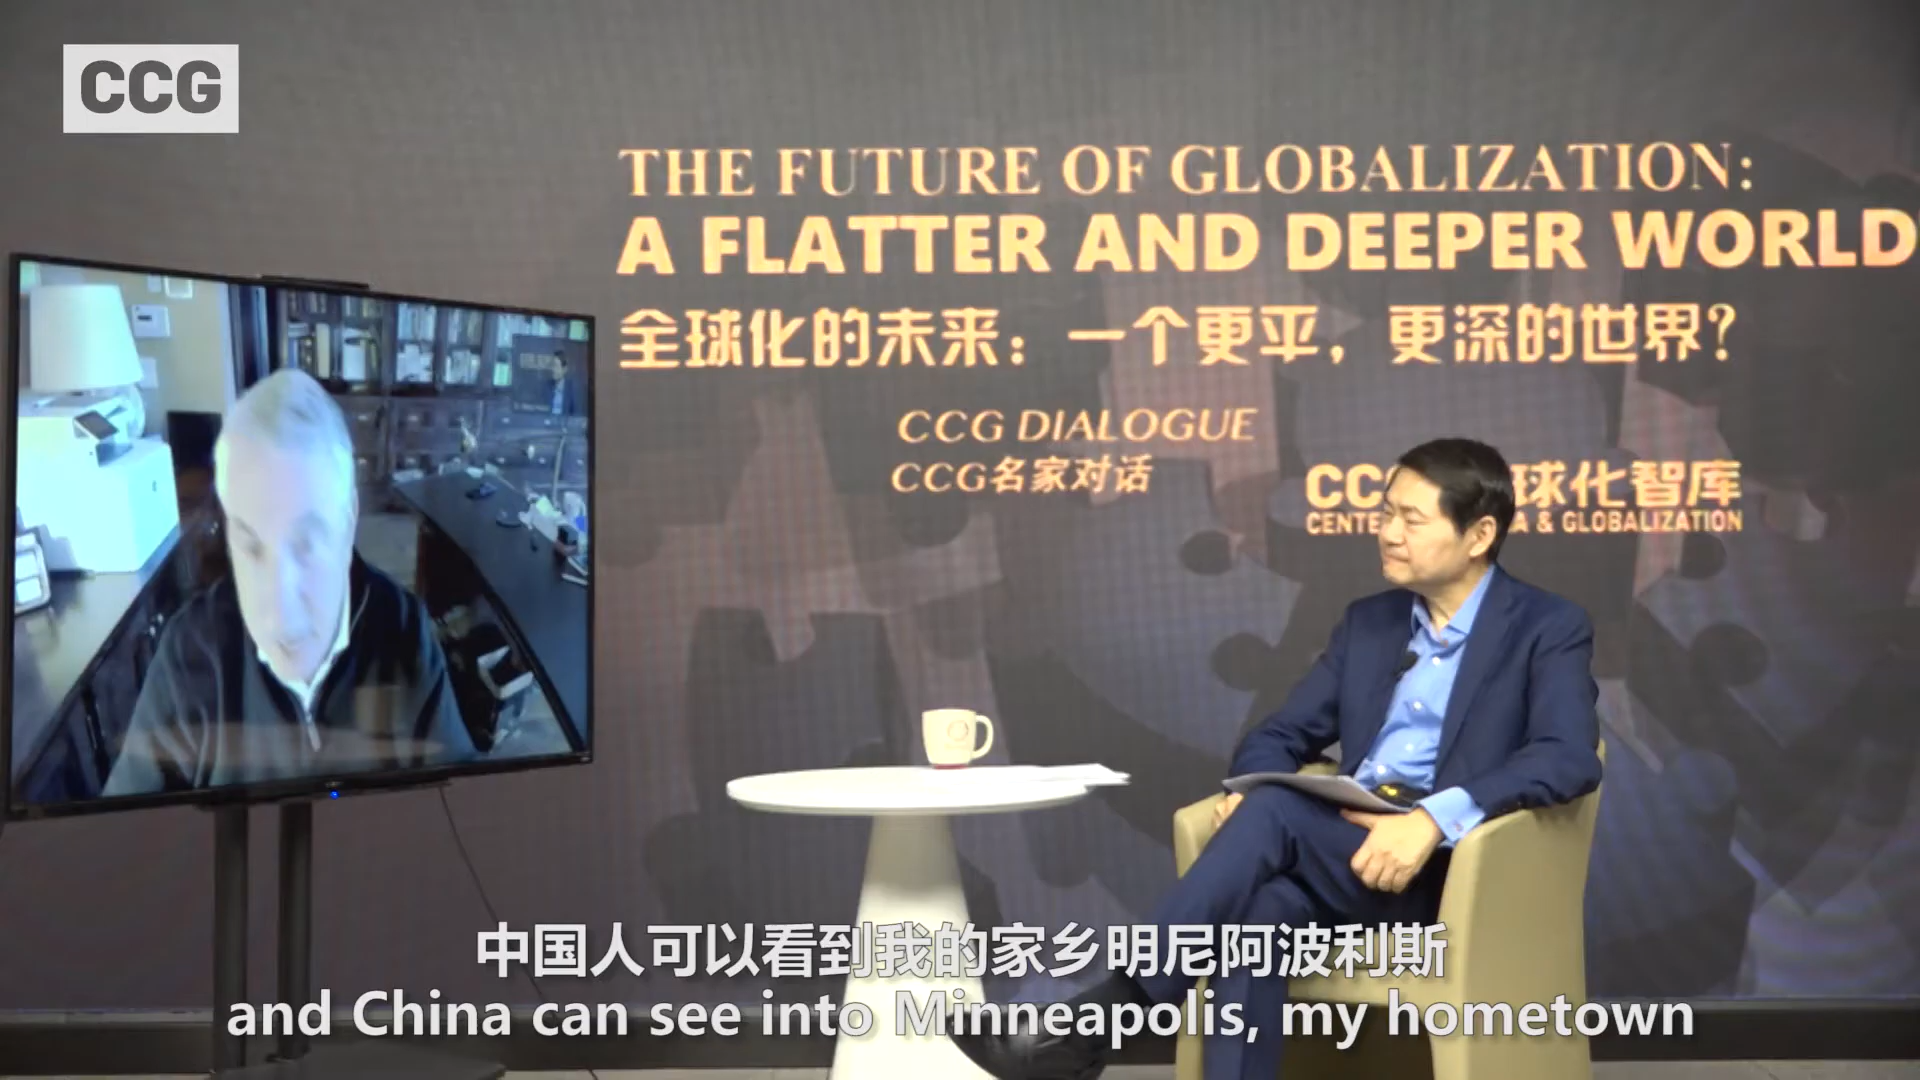 CCG
THE FUTURE OF GLOBALIZATION:
A FLATTER AND DEEPER WORLD
全球化的未来：一个更平，更深的世界？
CCG DIALOGUE
CCG名家对话
球化智库
& GLOBALIZATION
中国人可以看到我的家乡明尼阿波利斯
and China can see into Minneapolis, my hometown